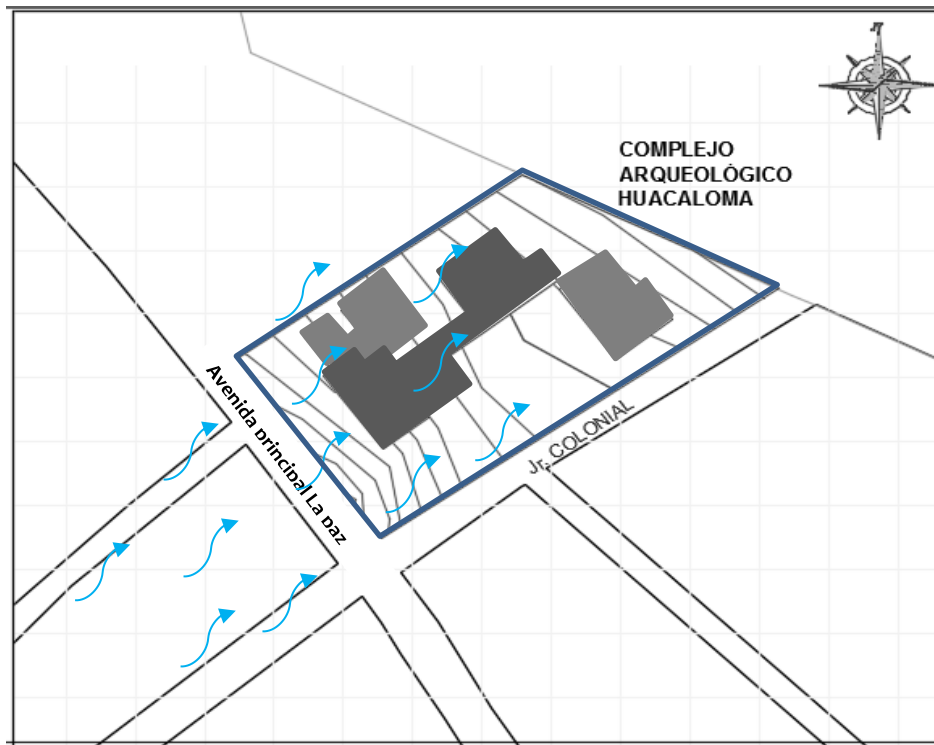 N
COMPLEJO
ARQUEOLÓGICO
HUACALOMA
Avenida principal La paz
Jr. COLONIAL